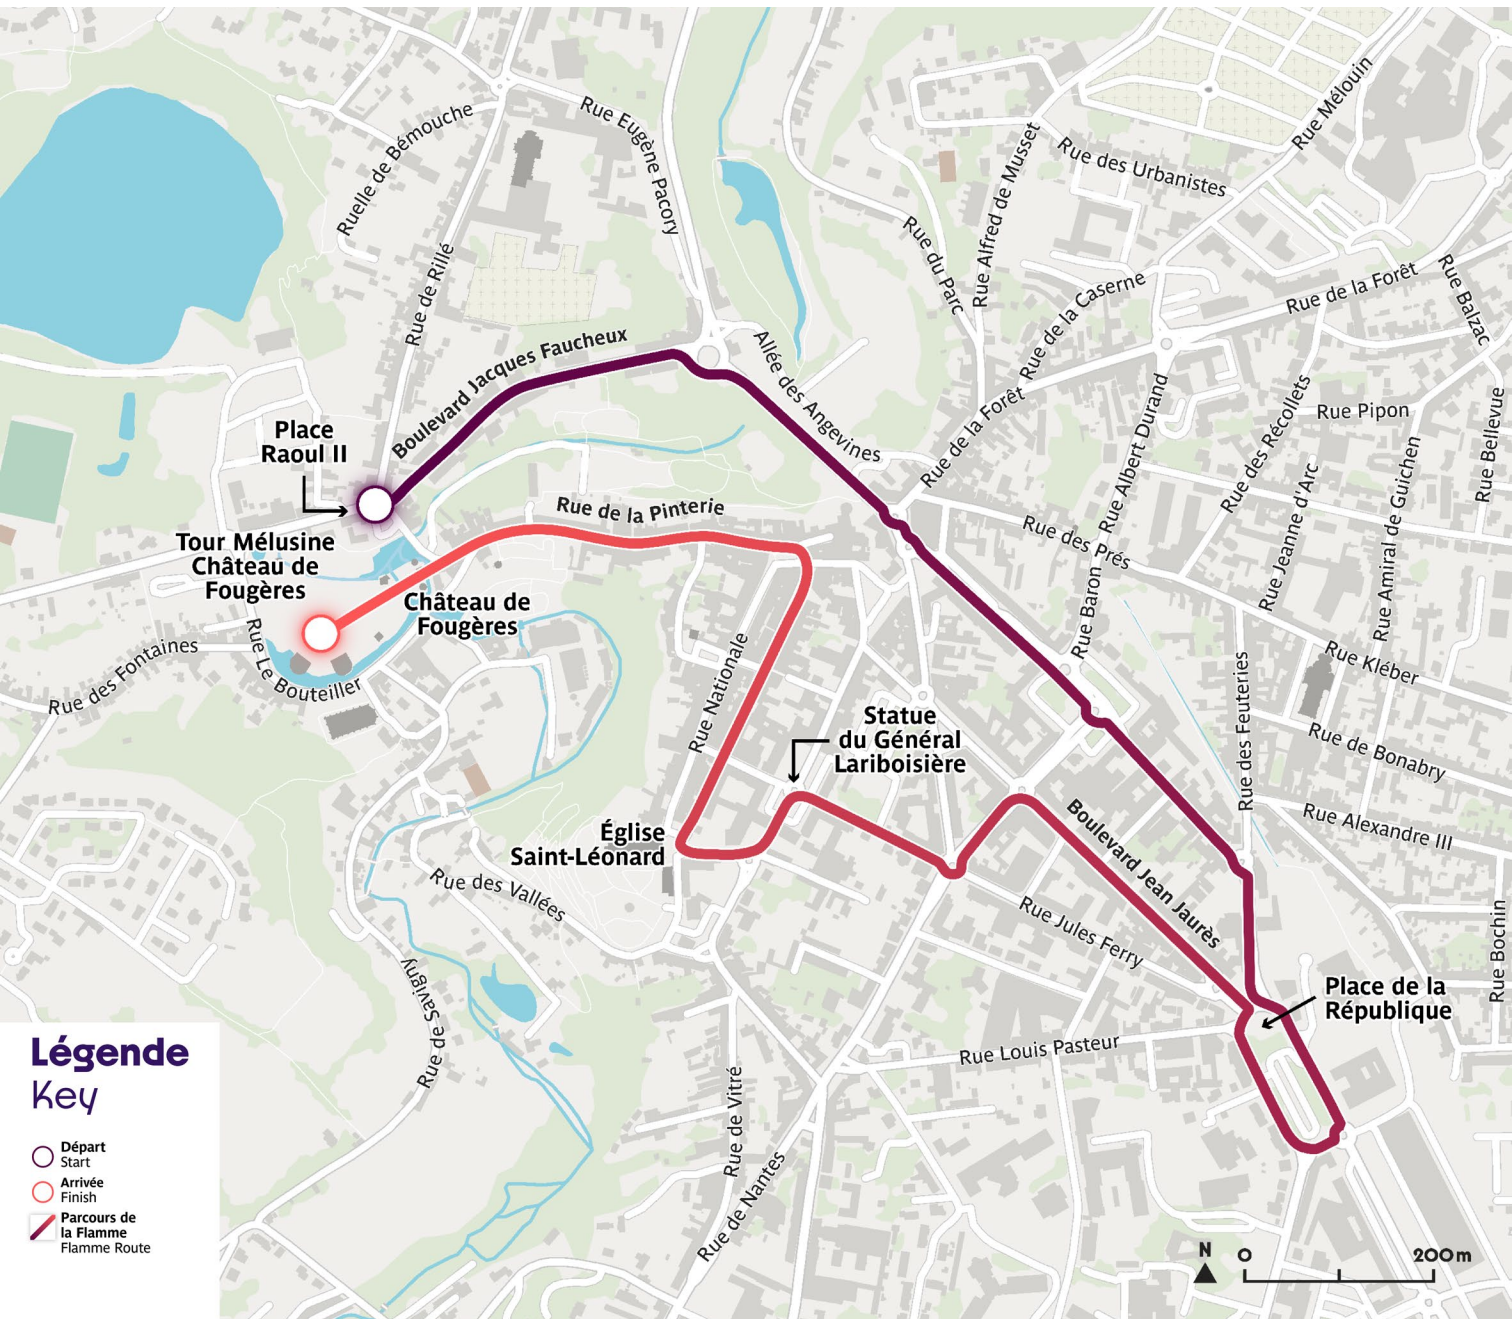 Rue Mélouin
Rue Eugène Pacory
Ruelle de Bémouche
Rue des Urbanistes
Rue Alfred de Musset
Rue du Parc
Rue de Rillé
Rue de la Caserne
Rue de la Forêt
Rue Balzac
Boulevard Jacques Faucheux
Allée des Angevines
Rue de la Forêt
Rue Albert Durand
Rue des Récollets
Rue Pipon
Rue Bellevue
Place
Raoul II
Rue Jeanne d'Arc
Rue Amiral de Guichen
Rue de la Pinterie
Rue des Prés
Tour Mélusine
Château de
Fougères
Château de
Fougères
Rue Baron
Rue des Fontaines
Rue Le Bouteiller
Rue Nationale
Rue Kléber
Rue des Feuteries
Statue
du Général
Lariboisière
Rue de Bonabry
Rue Alexandre III
Église
Saint-Léonard
Boulevard Jean Jaurès
Rue des Vallées
Rue Jules Ferry
Rue Bochin
Rue de Savigny
Place de la
République
Rue Louis Pasteur
Rue de Vitré
Rue de Nantes
Légende
Key
Départ
Start
Arrivée
Finish
Parcours de
la Flamme
Flamme Route
N
0
200m